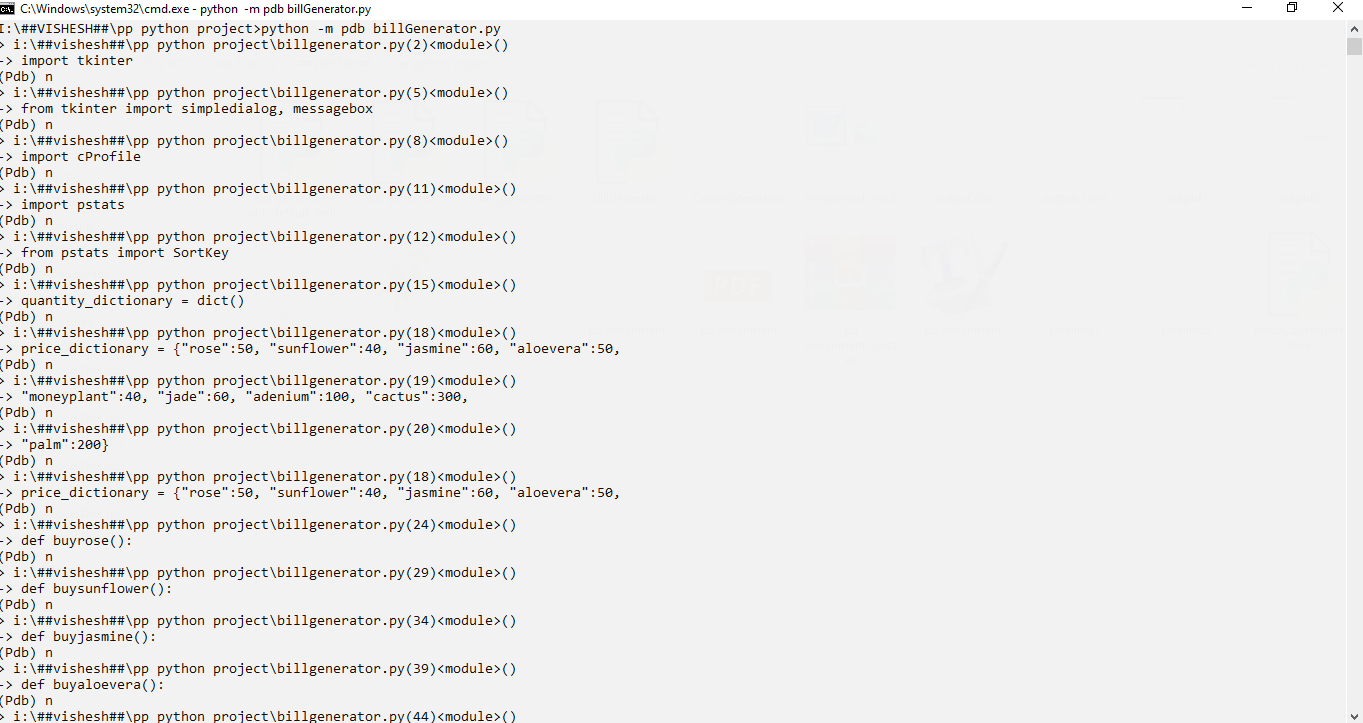 C:\Windows\system32\cmd.exe - python -m pdb billGenerator.py
I:\##VISHESH##\pp python project>python -m pdb billGenerator.py
> i:\##vishesh##\pp python project\billgenerator.py(2)<module>()
-> import tkinter
(Pdb) n
> i:\##vishesh##\pp python project\billgenerator.py(5)<module>()
-> from tkinter import simpledialog, messagebox
(Pdb) n
> i:\##vishesh##\pp python project\billgenerator.py(8)<module>()
-> import cProfile
(Pdb) n
> i:\##vishesh##\pp python project\billgenerator.py(11)<module>()
-> import pstats
(Pdb) n
> i:\##vishesh##\pp python project\billgenerator.py(12)<module>()
-> from pstats import SortKey
(Pdb) n
> i:\##vishesh##\pp python project\billgenerator.py(15)<module>()
-> quantity_dictionary = dict()
(Pdb) n
> i:\##vishesh##\pp python project\billgenerator.py(18)<module>()
-> price_dictionary = {"rose":50, "sunflower":40, "jasmine":60, "aloevera":50,
(Pdb) n
> i:\##vishesh##\pp python project\billgenerator.py(19)<module>()
-> "moneyplant":40, "jade":60, "adenium":100, "cactus":300,
(Pdb) n
> i:\##vishesh##\pp python project\billgenerator.py(20)<module>()
-> "palm":200}
(Pdb) n
> i:\##vishesh##\pp python project\billgenerator.py(18)<module>()
-> price_dictionary = {"rose":50, "sunflower":40, "jasmine":60, "aloevera":50,
(Pdb) n
> i:\##vishesh##\pp python project\billgenerator.py(24)<module>()
-> def buyrose():
(Pdb) n
> i:\##vishesh##\pp python project\billgenerator.py(29)<module>()
-> def buysunflower():
(Pdb) n
> i:\##vishesh##\pp python project\billgenerator.py(34)<module>()
-> def buyjasmine():
(Pdb) n
> i:\##vishesh##\pp python project\billgenerator.py(39)<module>()
-> def buyaloevera():
(Pdb) n
> i:\##vishesh##\pp python project\billgenerator.py(44)<module>()